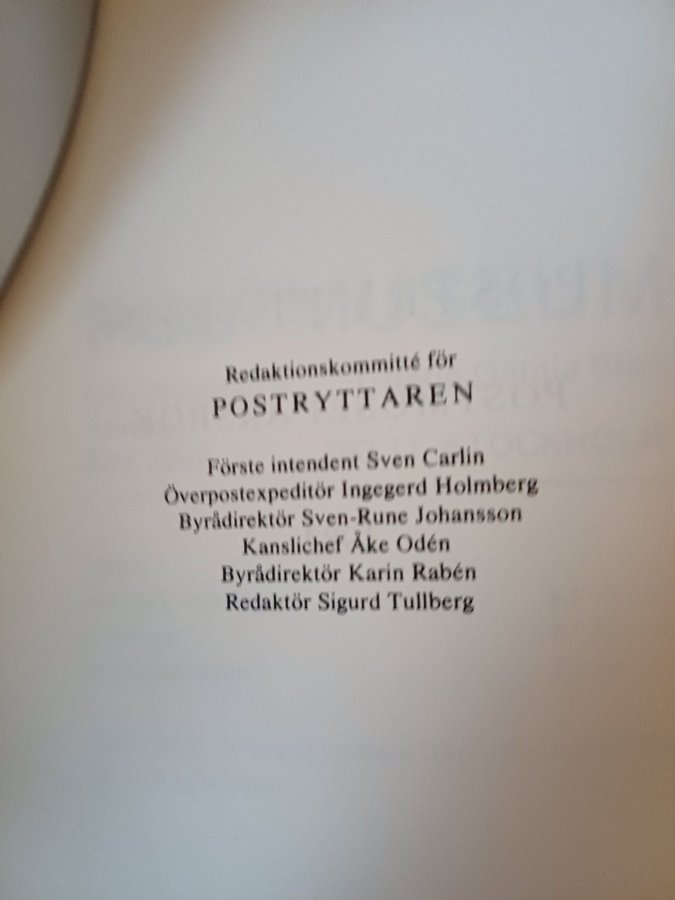 Redaktionskommitté för
POSTRYTTAREN
Förste intendent Sven Carlin
Överpostexpeditör Ingegerd Holmberg
Byrådirektör Sven-Rune Johansson
Kanslichef Åke Odén
Byrådirektör Karin Rabén
Redaktör Sigurd Tullberg